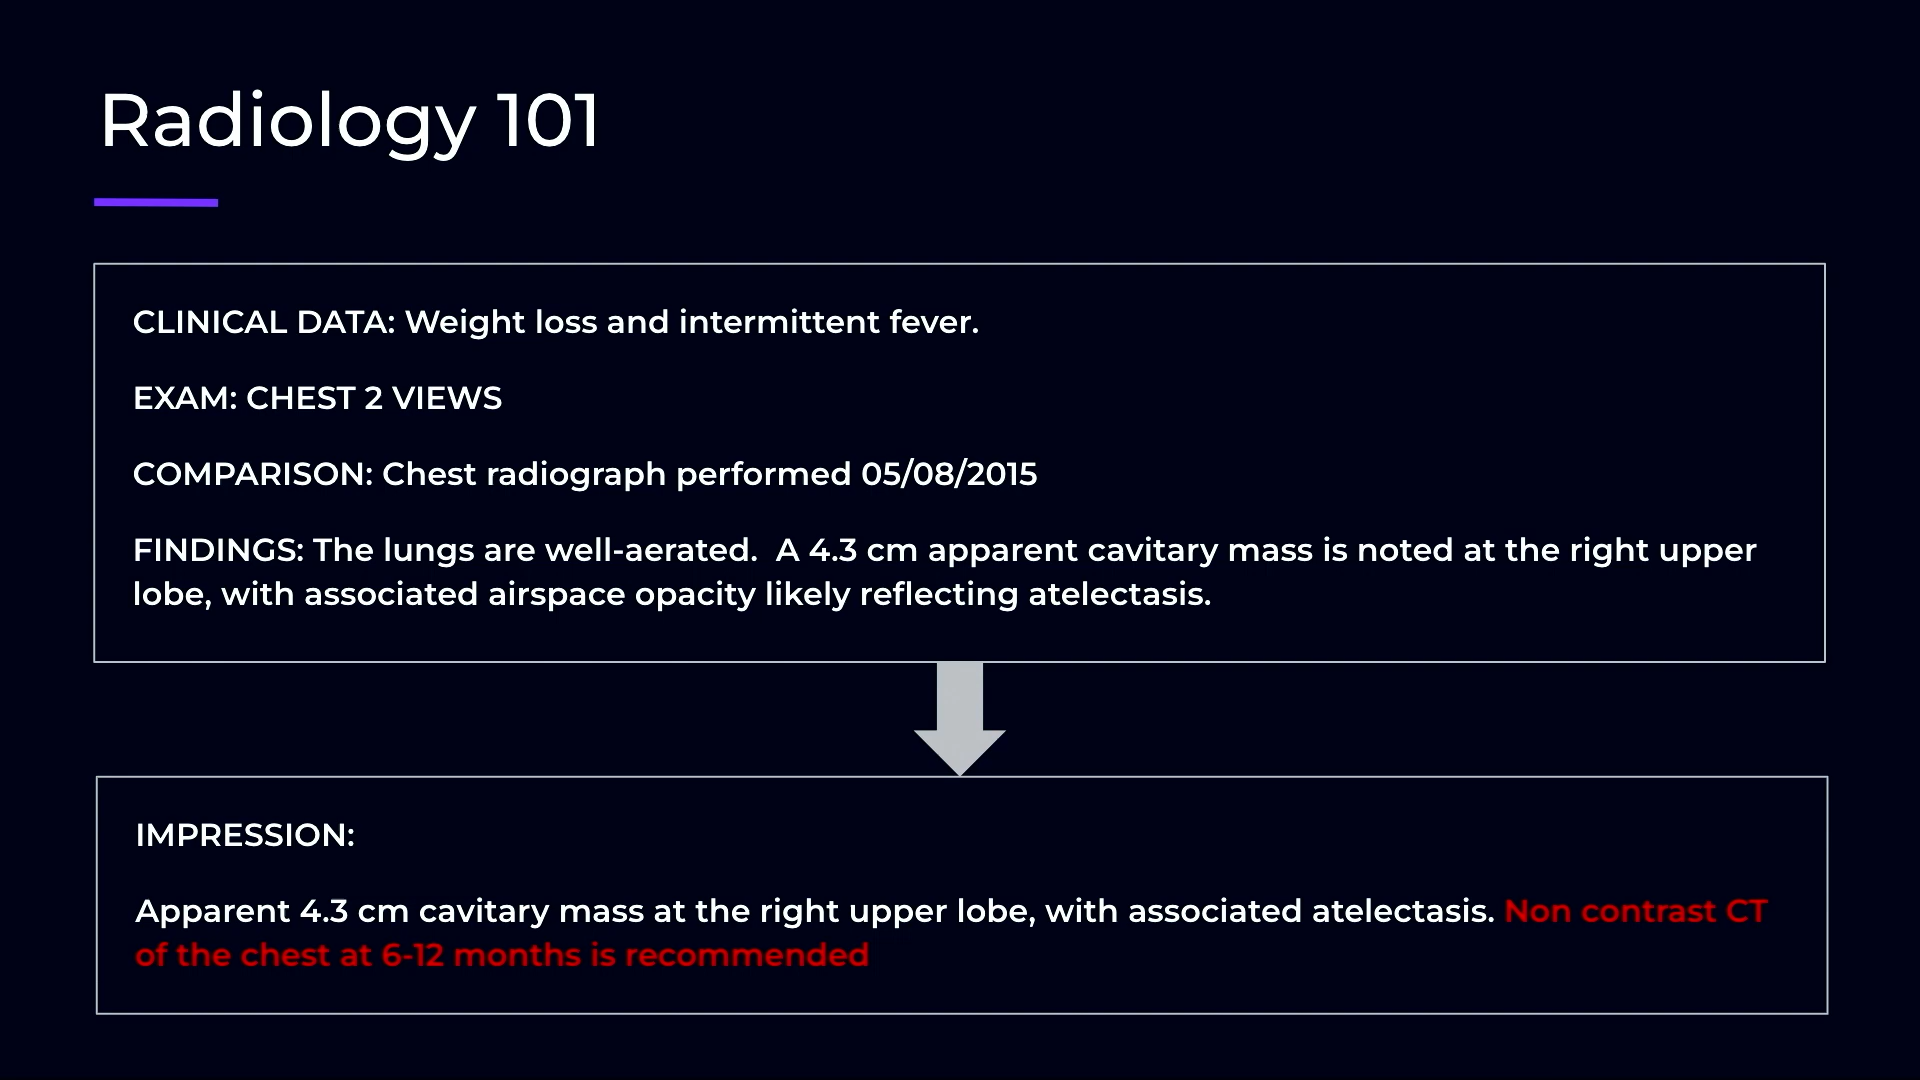 Radiology 101
CLINICAL DATA: Weight loss and intermittent fever.
EXAM: CHEST 2 VIEWS
COMPARISON: Chest radiograph performed 05/08/2015
FINDINGS: The lungs are well-aerated.  A 4.3 cm apparent cavitary mass is noted at the right upper
lobe, with associated airspace opacity likely reflecting atelectasis.
IMPRESSION:
Apparent 4.3 cm cavitary mass at the right upper lobe, with associated atelectasis. Non contrast CT
of the chest at 6-12 months is recommended